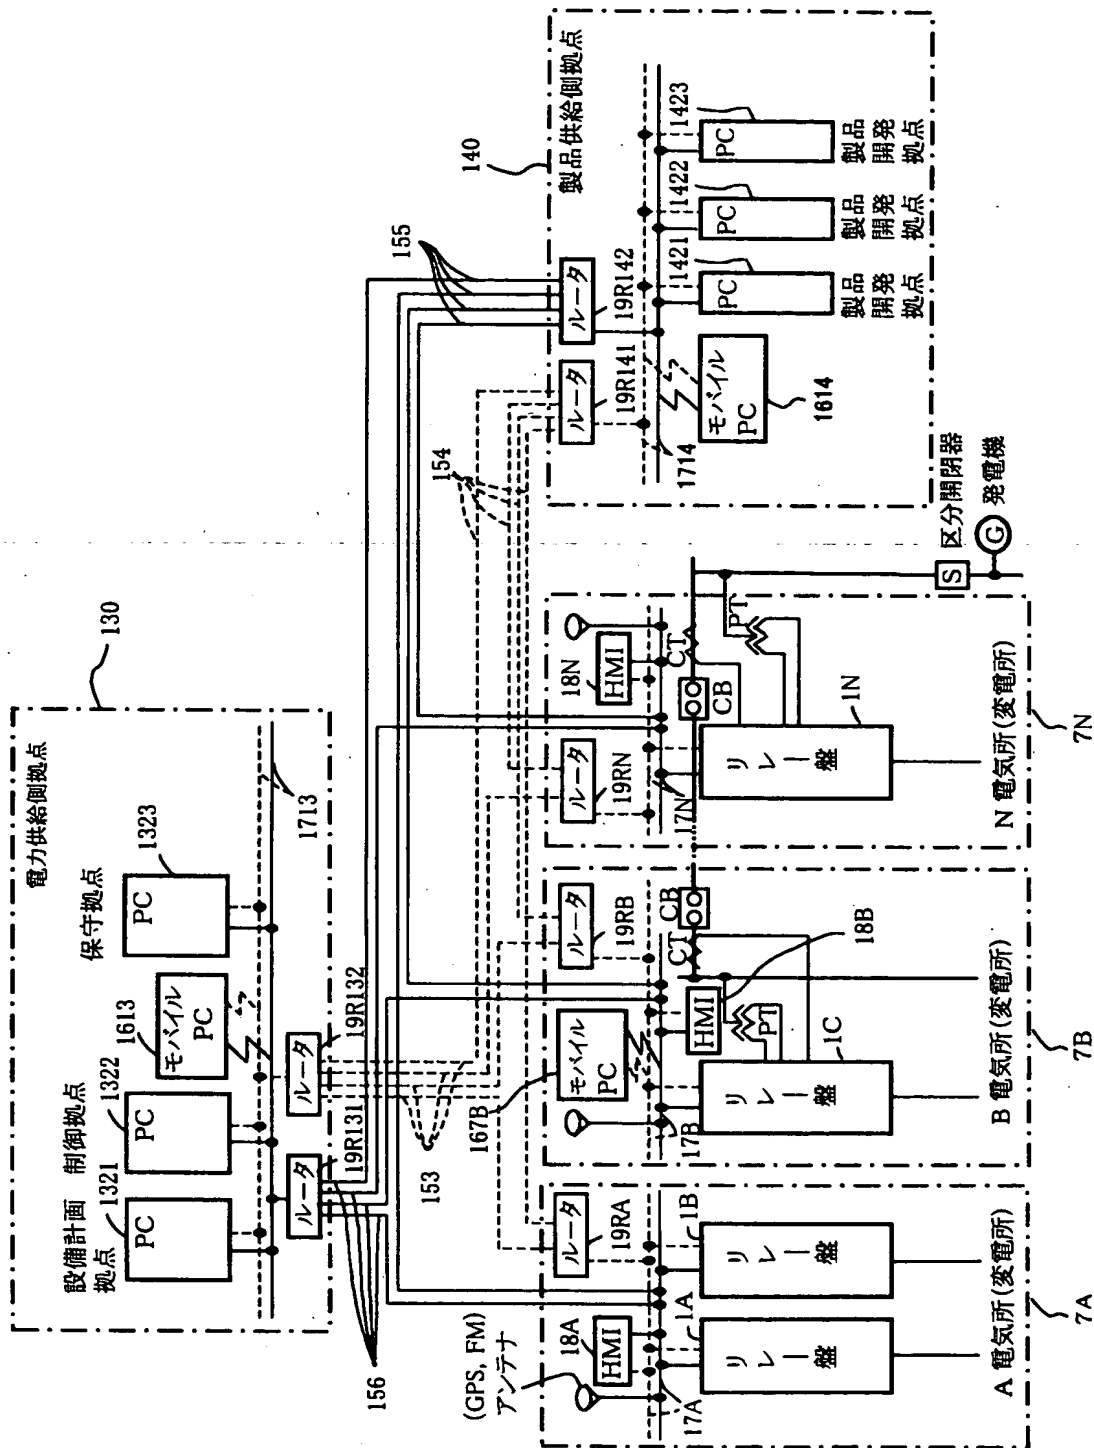 電力供給側拠点
130
設備計画
拠点
1321
PC
制御拠点
1322
PC
1613
モバイル
PC
保守拠点
1323
PC
1713
ルータ
19R131
ルータ
19R132
156
153
154
155
140
製品供給側拠点
ルータ
19R141
ルータ
19R142
1714
モバイル
PC
1614
1421
PC
製品
開発
拠点
1422
PC
製品
開発
拠点
1423
PC
製品
開発
拠点
(GPS, FM)
アンテナ
18A
HMI
17A
1A
リレー盤
ルータ
19RA
1B
リレー盤
A 電気所(変電所)
7A
167B
モバイル
PC
17B
ルータ
19RB
HMI
18B
CT
CB
PT
1C
リレー盤
B 電気所(変電所)
7B
ルータ
19RN
18N
HMI
17N
CB
CT
PT
1N
リレー盤
N 電気所(変電所)
7N
区分開閉器
S
G
発電機